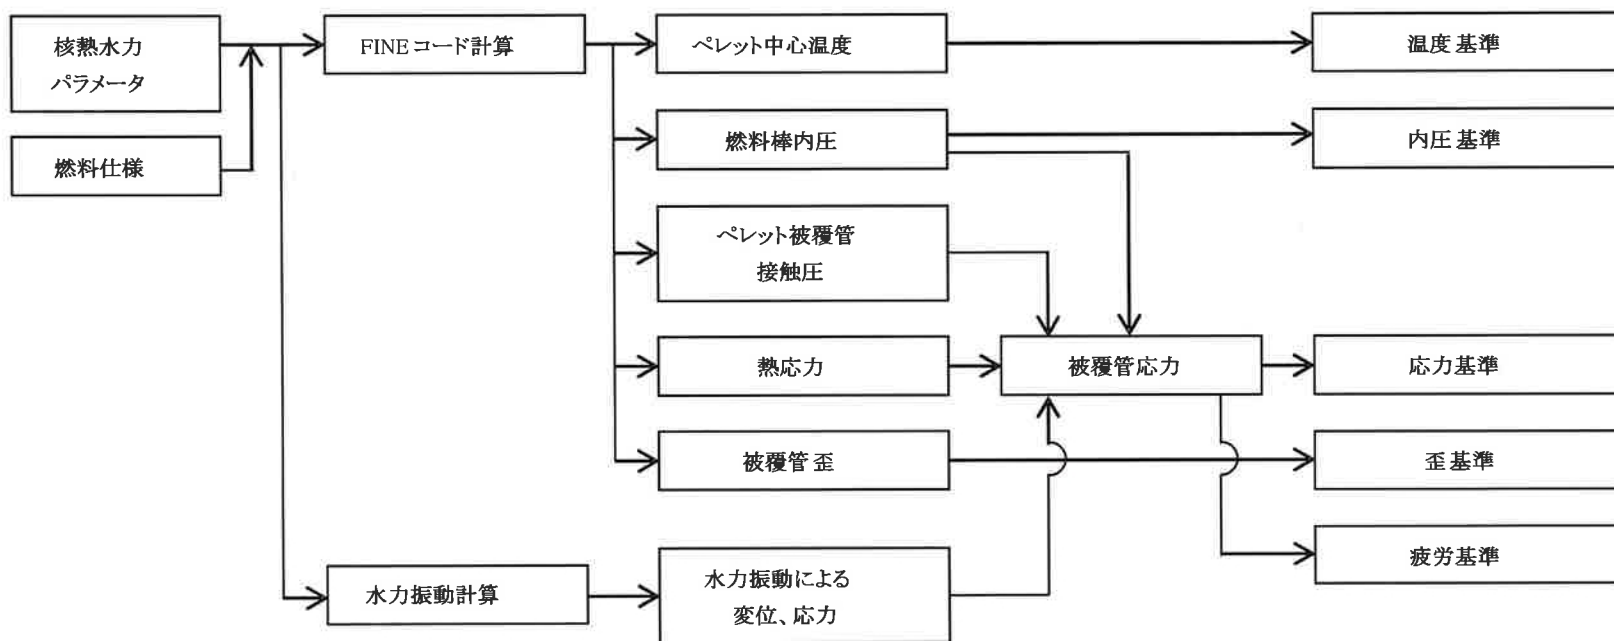 核熱水力
パラメータ
燃料仕様
FINEコード計算
水力振動計算
ペレット中心温度
燃料棒内圧
ペレット被覆管
接触圧
熱応力
被覆管歪
水力振動による
変位、応力
被覆管応力
温度基準
内圧基準
応力基準
歪基準
疲労基準